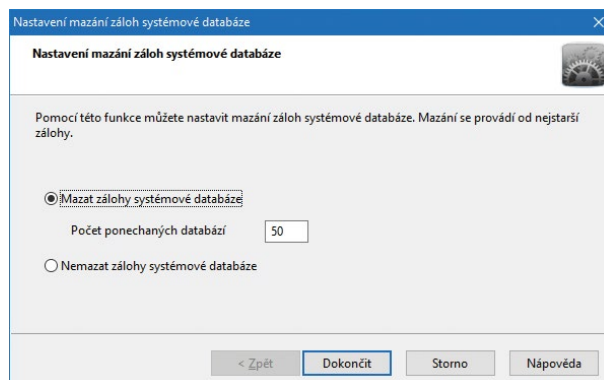 Nastavení mazání záloh systémové databáze
Nastavení mazání záloh systémové databáze
Pomocí této funkce můžete nastavit mazání záloh systémové databáze. Mazání se provádí od nejstarší
zálohy.
Mazat zálohy systémové databáze
Počet ponechaných databází 50
Nemazat zálohy systémové databáze
< Zpět Dokončit Storno Nápověda